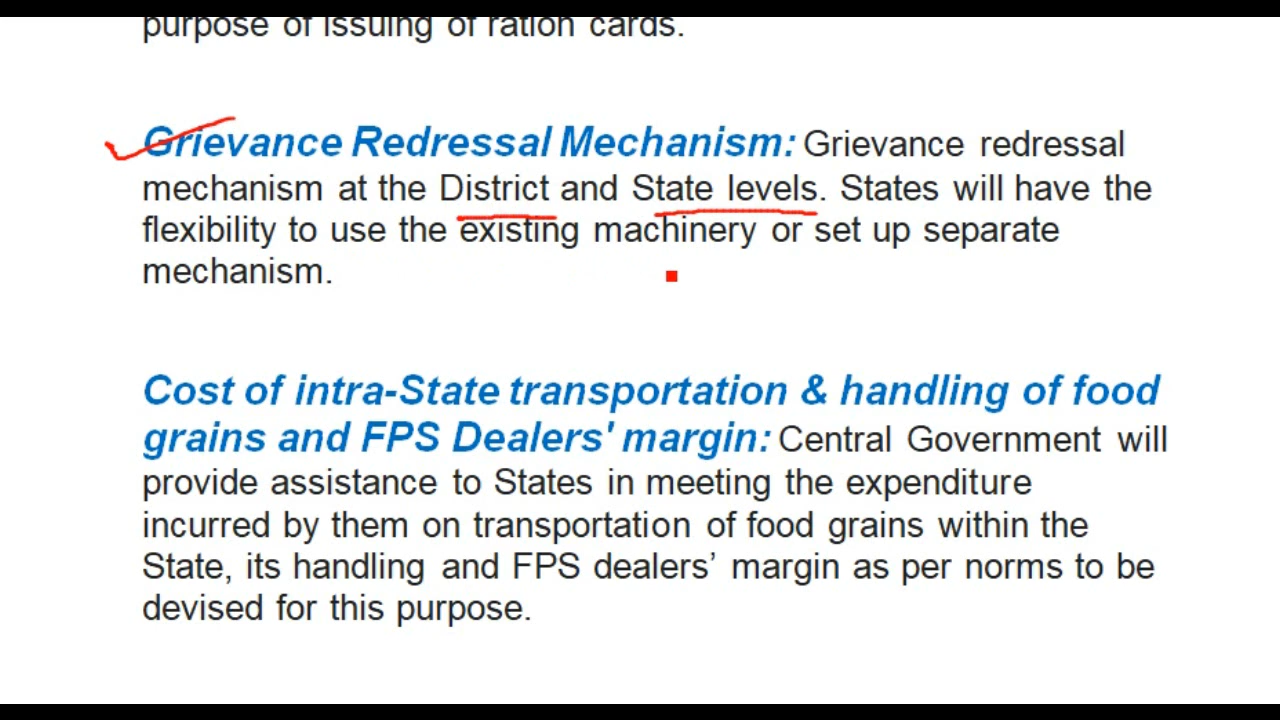 purpose of issuing of ration cards.
Grievance Redressal Mechanism: Grievance redressal
mechanism at the District and State levels. States will have the
flexibility to use the existing machinery or set up separate
mechanism.
Cost of intra-State transportation & handling of food
grains and FPS Dealers' margin: Central Government will
provide assistance to States in meeting the expenditure
incurred by them on transportation of food grains within the
State, its handling and FPS dealers’ margin as per norms to be
devised for this purpose.